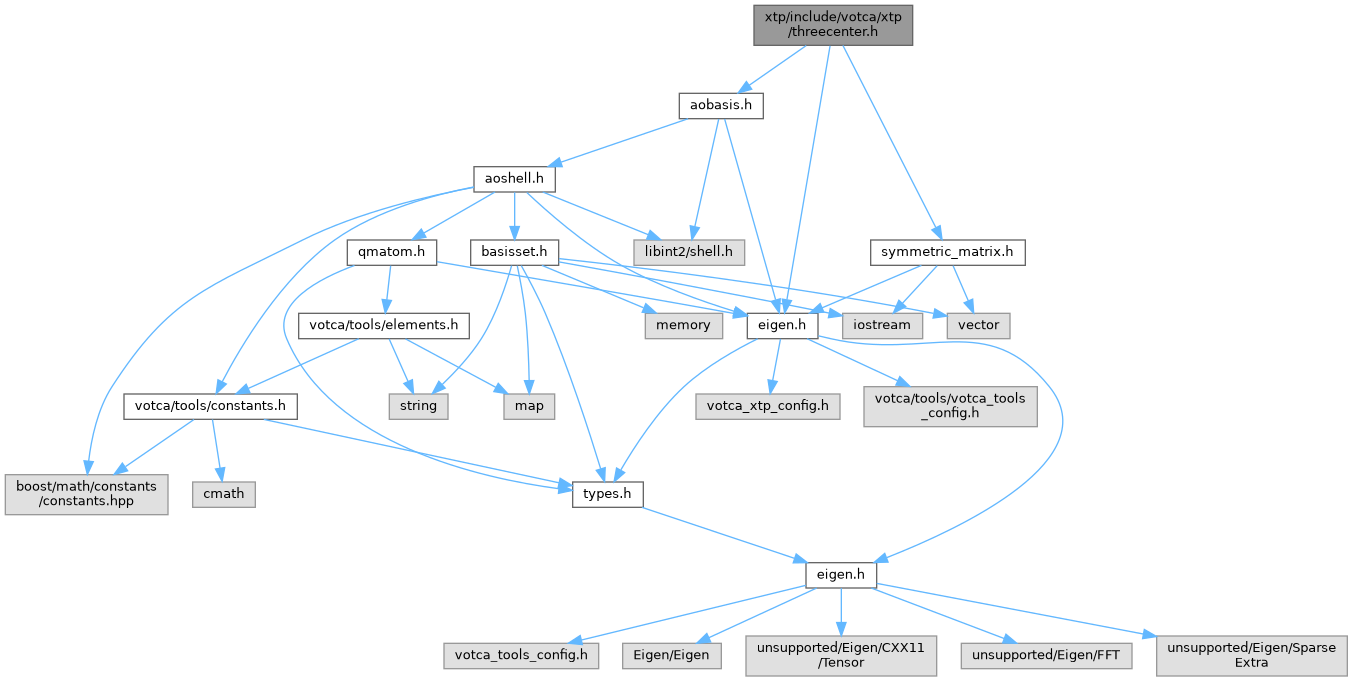 xtp/include/votca/xtp
/threecenter.h
aobasis.h
aoshell.h
qmatom.h
basisset.h
libint2/shell.h
symmetric_matrix.h
votca/tools/elements.h
memory
eigen.h
iostream
vector
votca/tools/constants.h
string
map
votca_xtp_config.h
votca/tools/votca_tools
_config.h
boost/math/constants
/constants.hpp
cmath
types.h
eigen.h
votca_tools_config.h
Eigen/Eigen
unsupported/Eigen/CXX11
/Tensor
unsupported/Eigen/FFT
unsupported/Eigen/Sparse
Extra